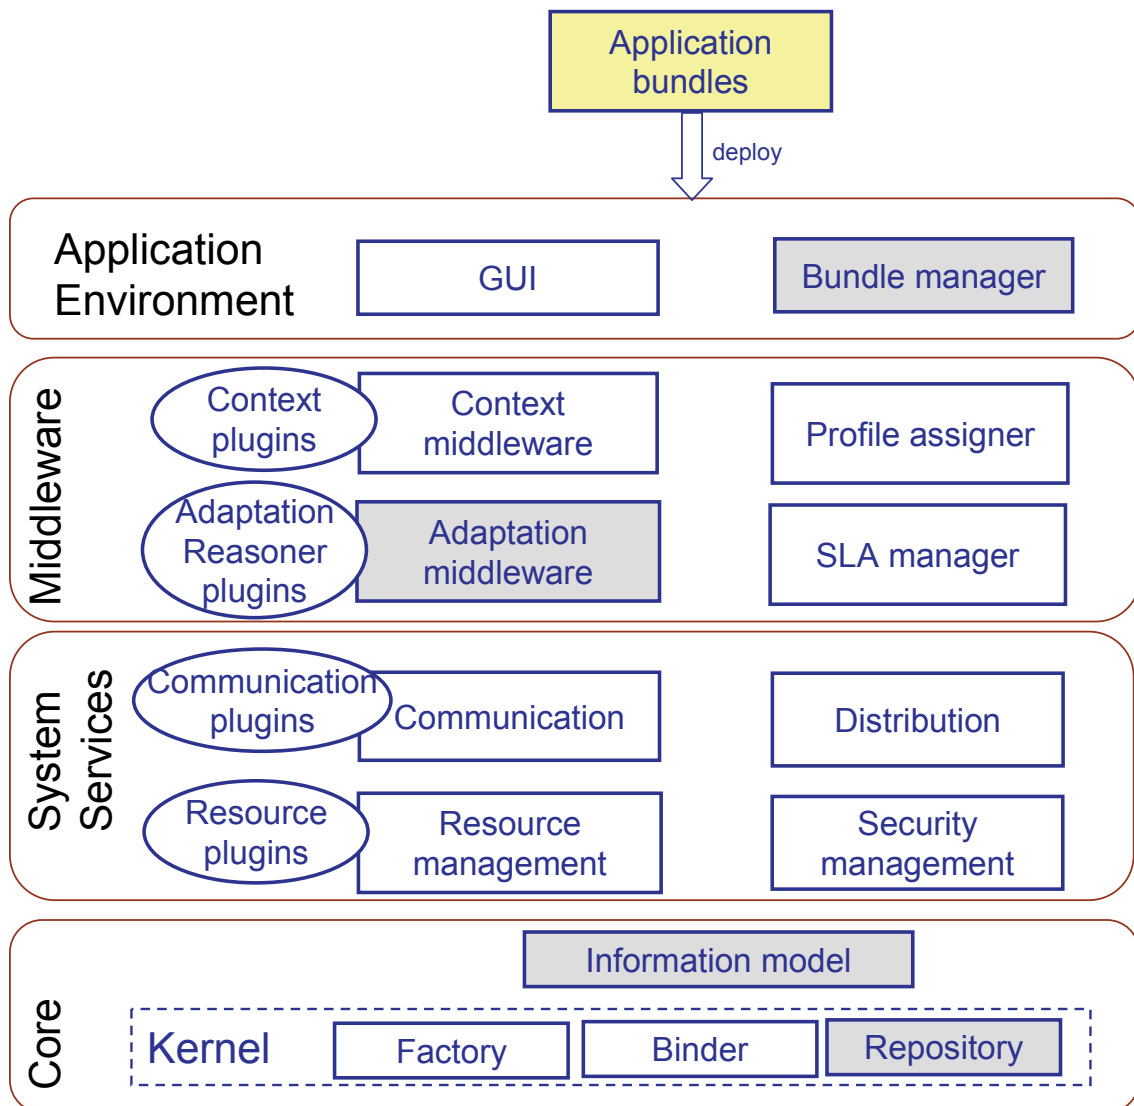 Application
bundles
deploy
Application
Environment
GUI
Bundle manager
Middleware
Context
plugins
Context
middleware
Profile assigner
Adaptation
Reasoner
plugins
Adaptation
middleware
SLA manager
System
Services
Communication
plugins
Communication
Distribution
Resource
plugins
Resource
management
Security
management
Core
Information model
Kernel
Factory
Binder
Repository